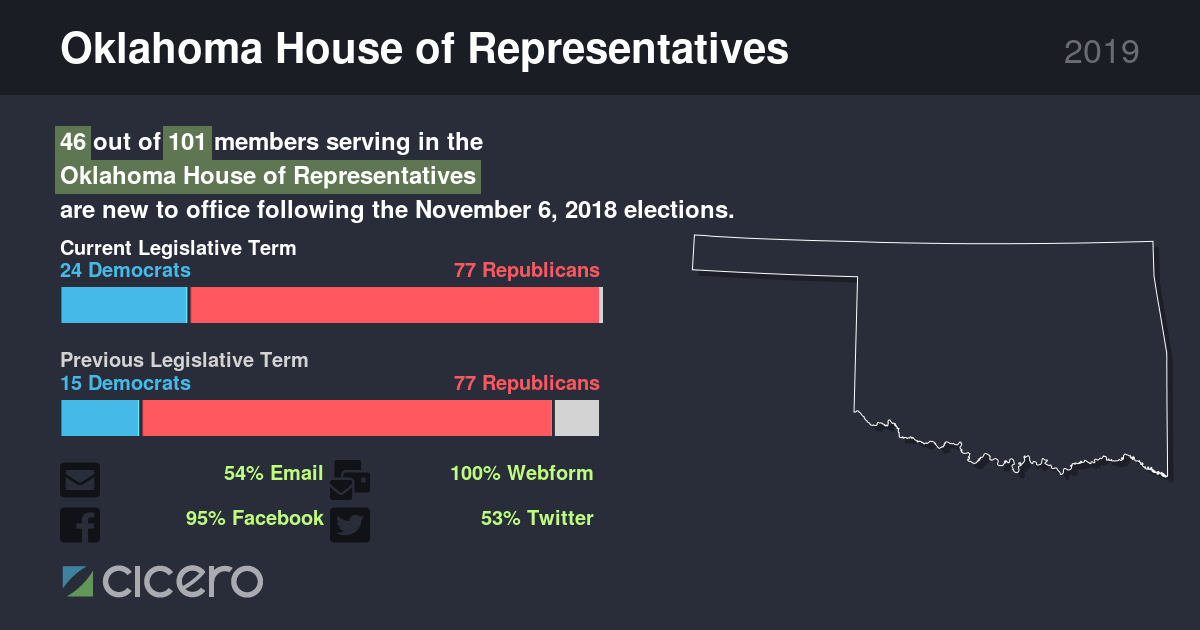 Oklahoma House of Representatives
2019
46 out of 101 members serving in the
Oklahoma House of Representatives
are new to office following the November 6, 2018 elections.
Current Legislative Term
24 Democrats 77 Republicans
Previous Legislative Term
15 Democrats 77 Republicans
54% Email 100% Webform
95% Facebook 53% Twitter
cicero